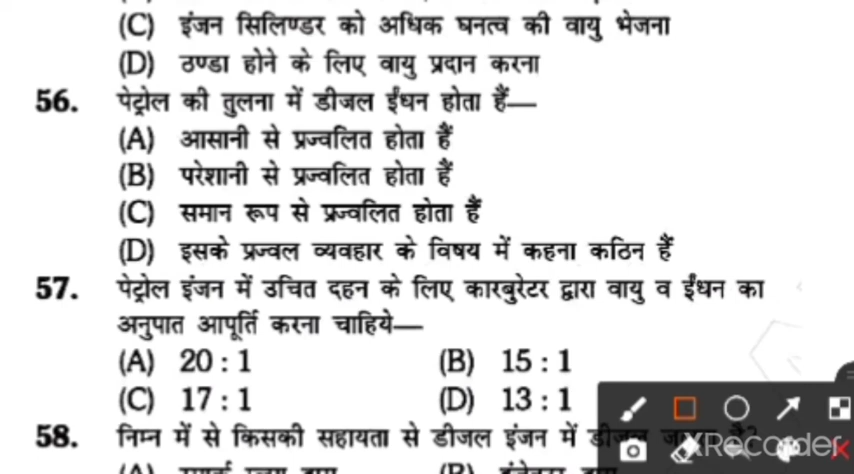 (C) इंजन सिलिण्डर को अधिक घनत्व की वायु भेजना
(D) ठण्डा होने के लिए वायु प्रदान करना
56. पेट्रोल की तुलना में डीजल ईंधन होता हैं—
(A) आसानी से प्रज्वलित होता हैं
(B) परेशानी से प्रज्वलित होता हैं
(C) समान रूप से प्रज्वलित होता हैं
(D) इसके प्रज्वल व्यवहार के विषय में कहना कठिन हैं
57. पेट्रोल इंजन में उचित दहन के लिए कारबुरेटर द्वारा वायु व ईंधन का
अनुपात आपूर्ति करना चाहिये—
(A) 20 : 1 (B) 15 : 1
(C) 17 : 1 (D) 13 : 1
58. निम्न में से किसकी सहायता से डीजल इंजन में डीजल
XRecorder